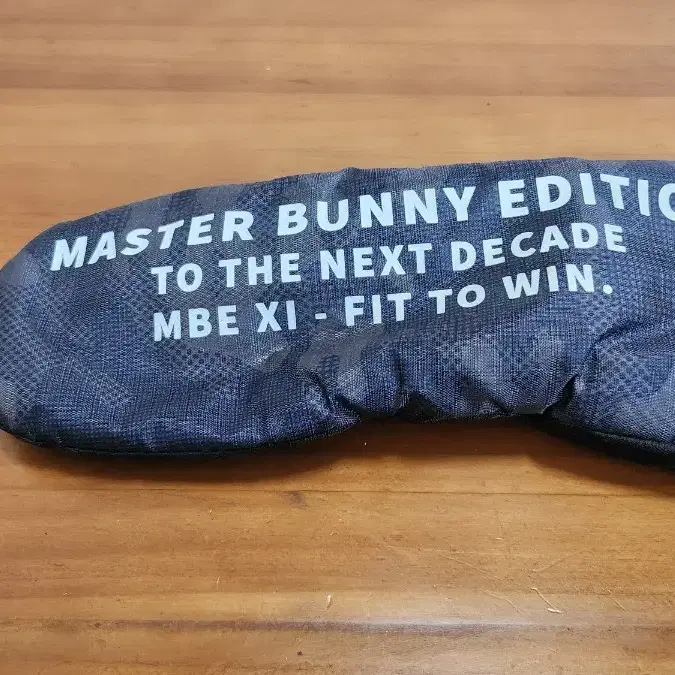 MASTER BUNNY EDITIO
TO THE NEXT DECADE
MBE XI - FIT TO WIN.